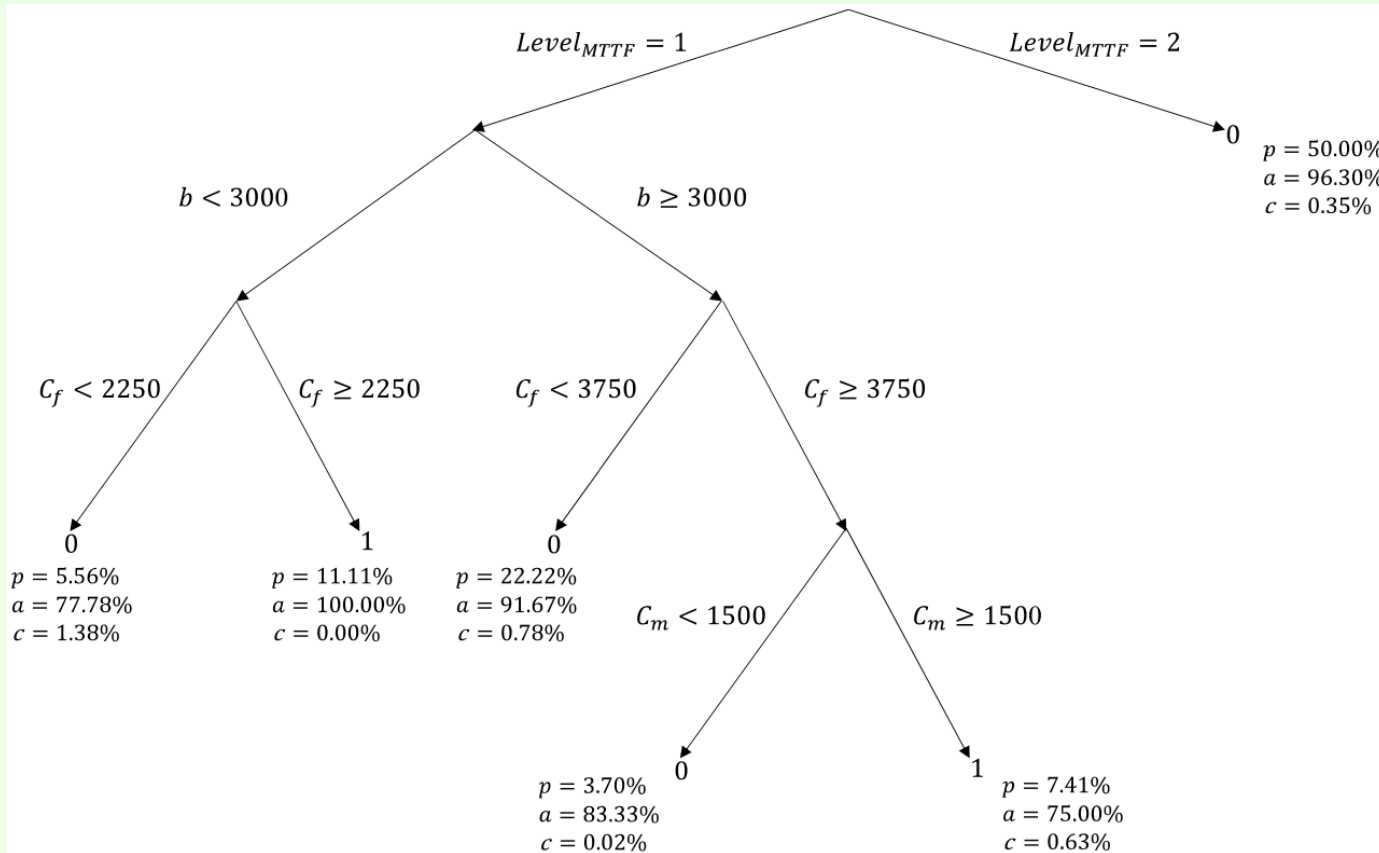 Level_MTTF = 1
Level_MTTF = 2
0
p = 50.00%
a = 96.30%
c = 0.35%
b < 3000
b ≥ 3000
C_f < 2250
C_f ≥ 2250
C_f < 3750
C_f ≥ 3750
0
p = 5.56%
a = 77.78%
c = 1.38%
1
p = 11.11%
a = 100.00%
c = 0.00%
0
p = 22.22%
a = 91.67%
c = 0.78%
C_m < 1500
C_m ≥ 1500
0
p = 3.70%
a = 83.33%
c = 0.02%
1
p = 7.41%
a = 75.00%
c = 0.63%